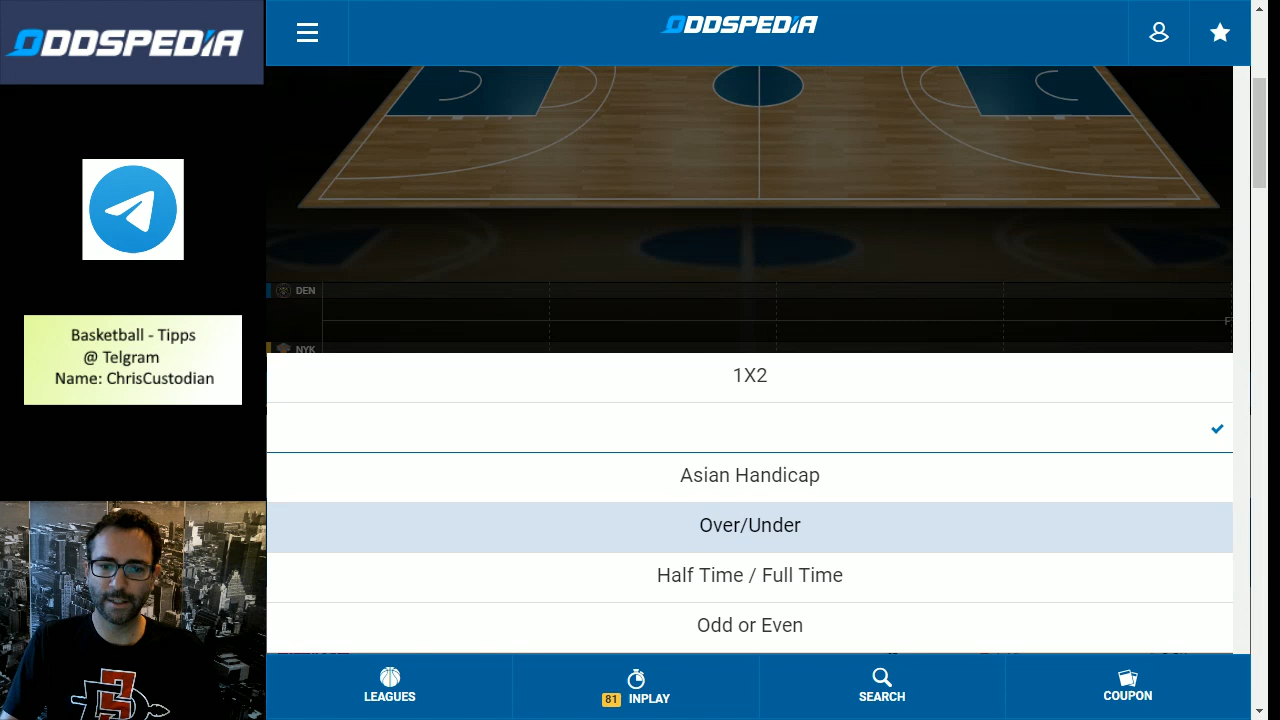 ODDSPEDIA
ODDSPEDIA
Basketball - Tipps
@ Telgram
Name: ChrisCustodian
DEN
NYK
1X2
Asian Handicap
Over/Under
Half Time / Full Time
Odd or Even
LEAGUES
81 INPLAY
SEARCH
COUPON